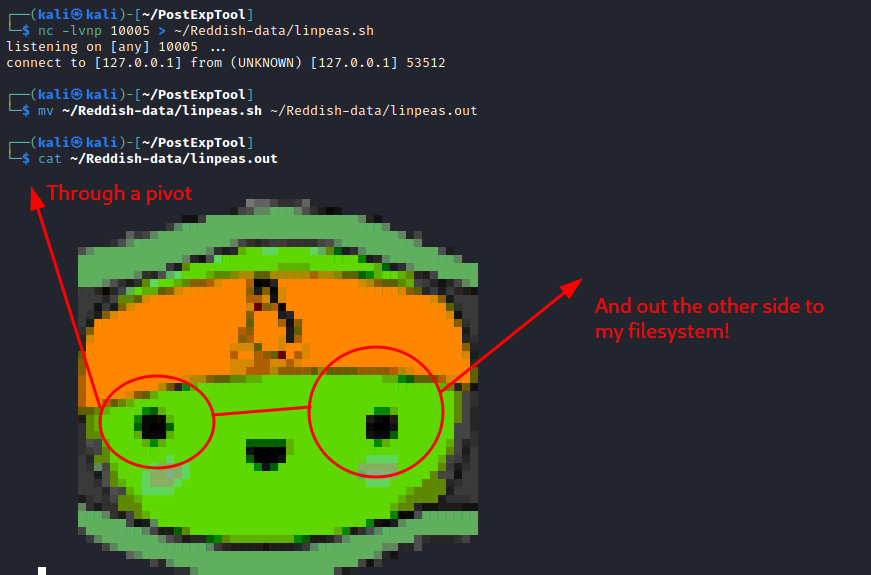 ┌──(kali㉿kali)-[~/PostExpTool]
└─$ nc -lvnp 10005 > ~/Reddish-data/linpeas.sh
listening on [any] 10005 ...
connect to [127.0.0.1] from (UNKNOWN) [127.0.0.1] 53512
┌──(kali㉿kali)-[~/PostExpTool]
└─$ mv ~/Reddish-data/linpeas.sh ~/Reddish-data/linpeas.out
┌──(kali㉿kali)-[~/PostExpTool]
└─$ cat ~/Reddish-data/linpeas.out
Through a pivot
And out the other side to
my filesystem!